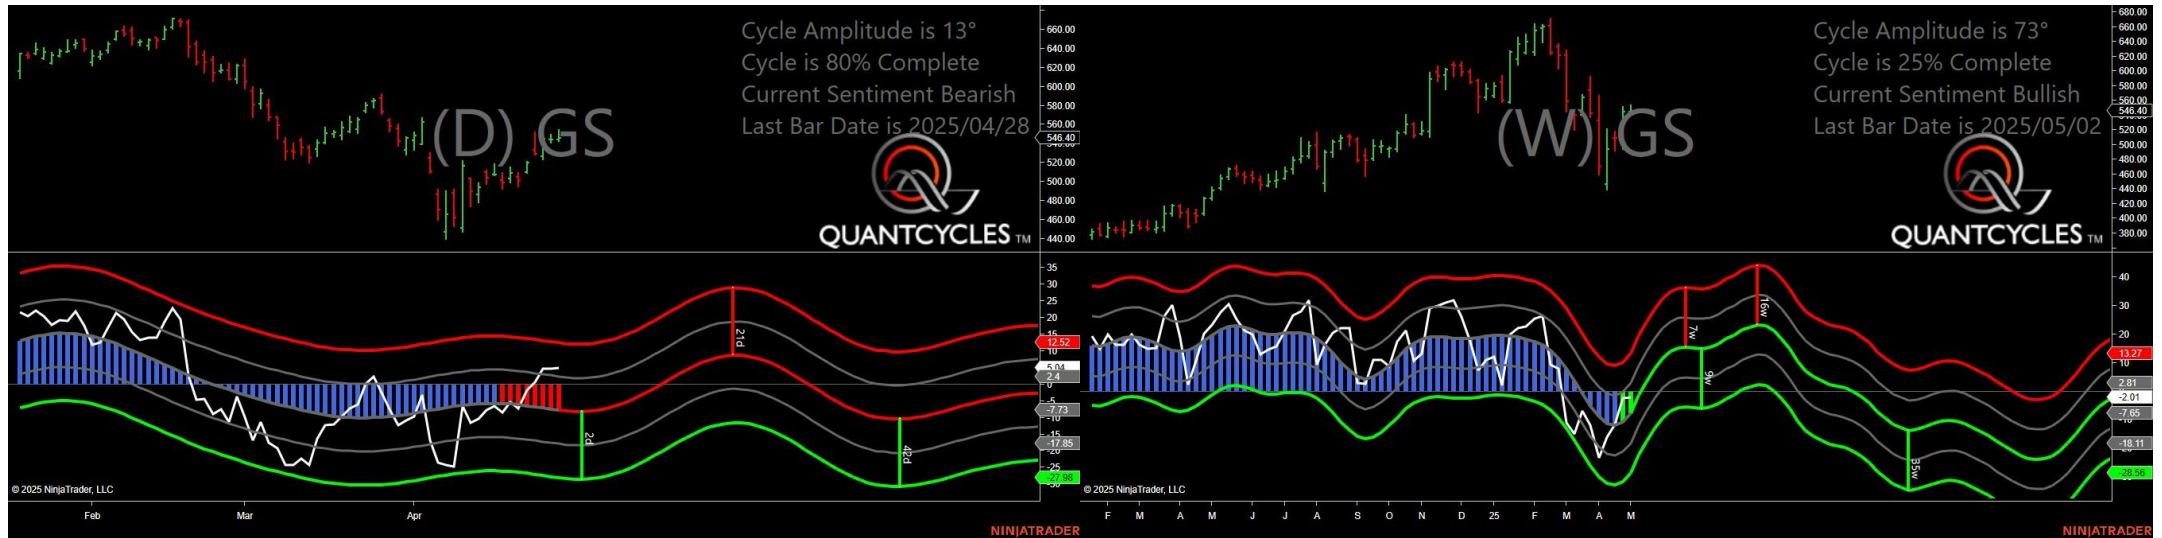 Cycle Amplitude is 13°
Cycle is 80% Complete
Current Sentiment Bearish
Last Bar Date is 2025/04/28
(D) GS
QUANTCYCLES TM
660.00
640.00
620.00
600.00
580.00
560.00
546.40
520.00
500.00
480.00
460.00
440.00
35
30
25
20
15
12.52
10
5.04
2.4
0
-5
-7.73
-10
-15
-17.85
-25
-27.98
2d
21d
42d
© 2025 NinjaTrader, LLC
Feb
Mar
Apr
NINJATRADER
Cycle Amplitude is 73°
Cycle is 25% Complete
Current Sentiment Bullish
Last Bar Date is 2025/05/02
(W) GS
QUANTCYCLES TM
680.00
660.00
640.00
620.00
600.00
580.00
560.00
546.40
520.00
500.00
480.00
460.00
440.00
420.00
400.00
380.00
40
30
20
13.27
10
2.81
-2.01
-7.65
-18.11
-28.56
7w
9w
16w
35w
© 2025 NinjaTrader, LLC
F M A M J J A S O N D 25 F M A M
NINJATRADER